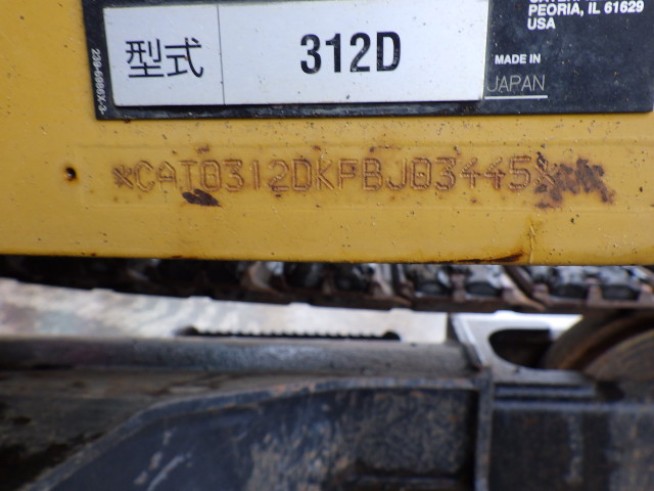 PEORIA, IL 61629
USA
型式 312D
MADE IN
JAPAN
*CAT0312DKPBJ03445*